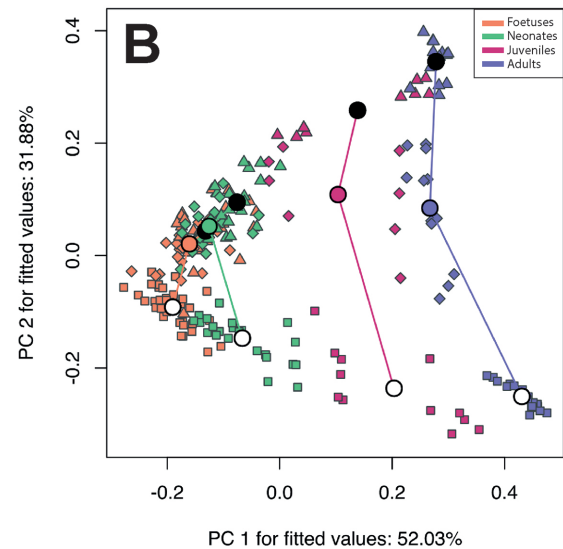 B
Foetuses
Neonates
Juveniles
Adults
0.4
0.2
0.0
-0.2
PC 2 for fitted values: 31.88%
-0.2 0.0 0.2 0.4
PC 1 for fitted values: 52.03%